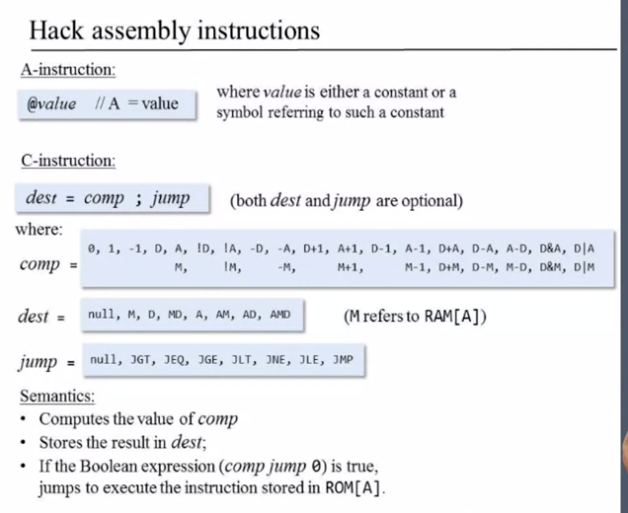 Hack assembly instructions
A-instruction:
@value // A = value
where value is either a constant or a
symbol referring to such a constant
C-instruction:
dest = comp ; jump
(both dest and jump are optional)
where:
comp =
0, 1, -1, D, A, !D, !A, -D, -A, D+1, A+1, D-1, A-1, D+A, D-A, A-D, D&A, D|A
M, !M, -M, M+1, M-1, D+M, D-M, M-D, D&M, D|M
dest =
null, M, D, MD, A, AM, AD, AMD
(M refers to RAM[A])
jump =
null, JGT, JEQ, JGE, JLT, JNE, JLE, JMP
Semantics:
• Computes the value of comp
• Stores the result in dest;
• If the Boolean expression (comp jump 0) is true,
jumps to execute the instruction stored in ROM[A].